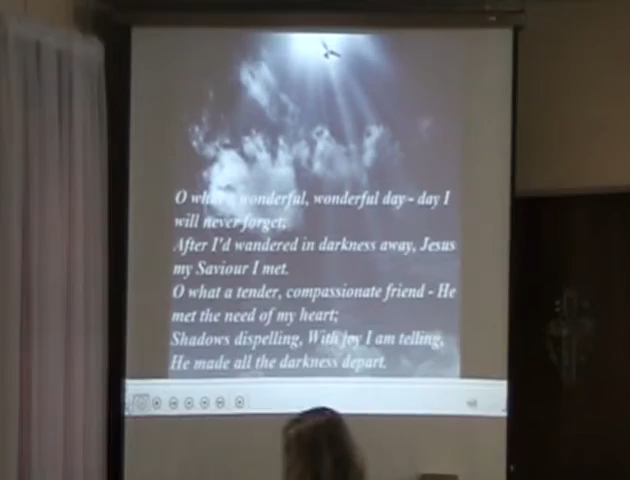 O what a wonderful, wonderful day - day I
will never forget;
After I'd wandered in darkness away, Jesus
my Saviour I met.
O what a tender, compassionate friend - He
met the need of my heart;
Shadows dispelling, With joy I am telling,
He made all the darkness depart.